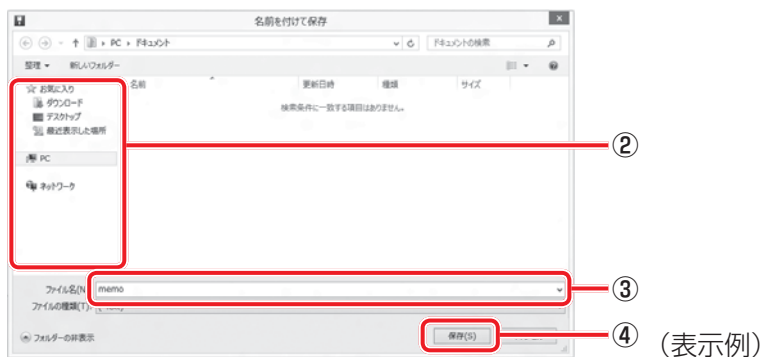 名前を付けて保存
PC ▸ ドキュメント
ドキュメントの検索
整理 新しいフォルダー
お気に入り
ダウンロード
デスクトップ
最近表示した場所
PC
ネットワーク
名前 更新日時 種類 サイズ
検索条件に一致する項目はありません。
②
ファイル名(N memo
③
ファイルの種類(T):
フォルダーの非表示
保存(S)
④ (表示例)